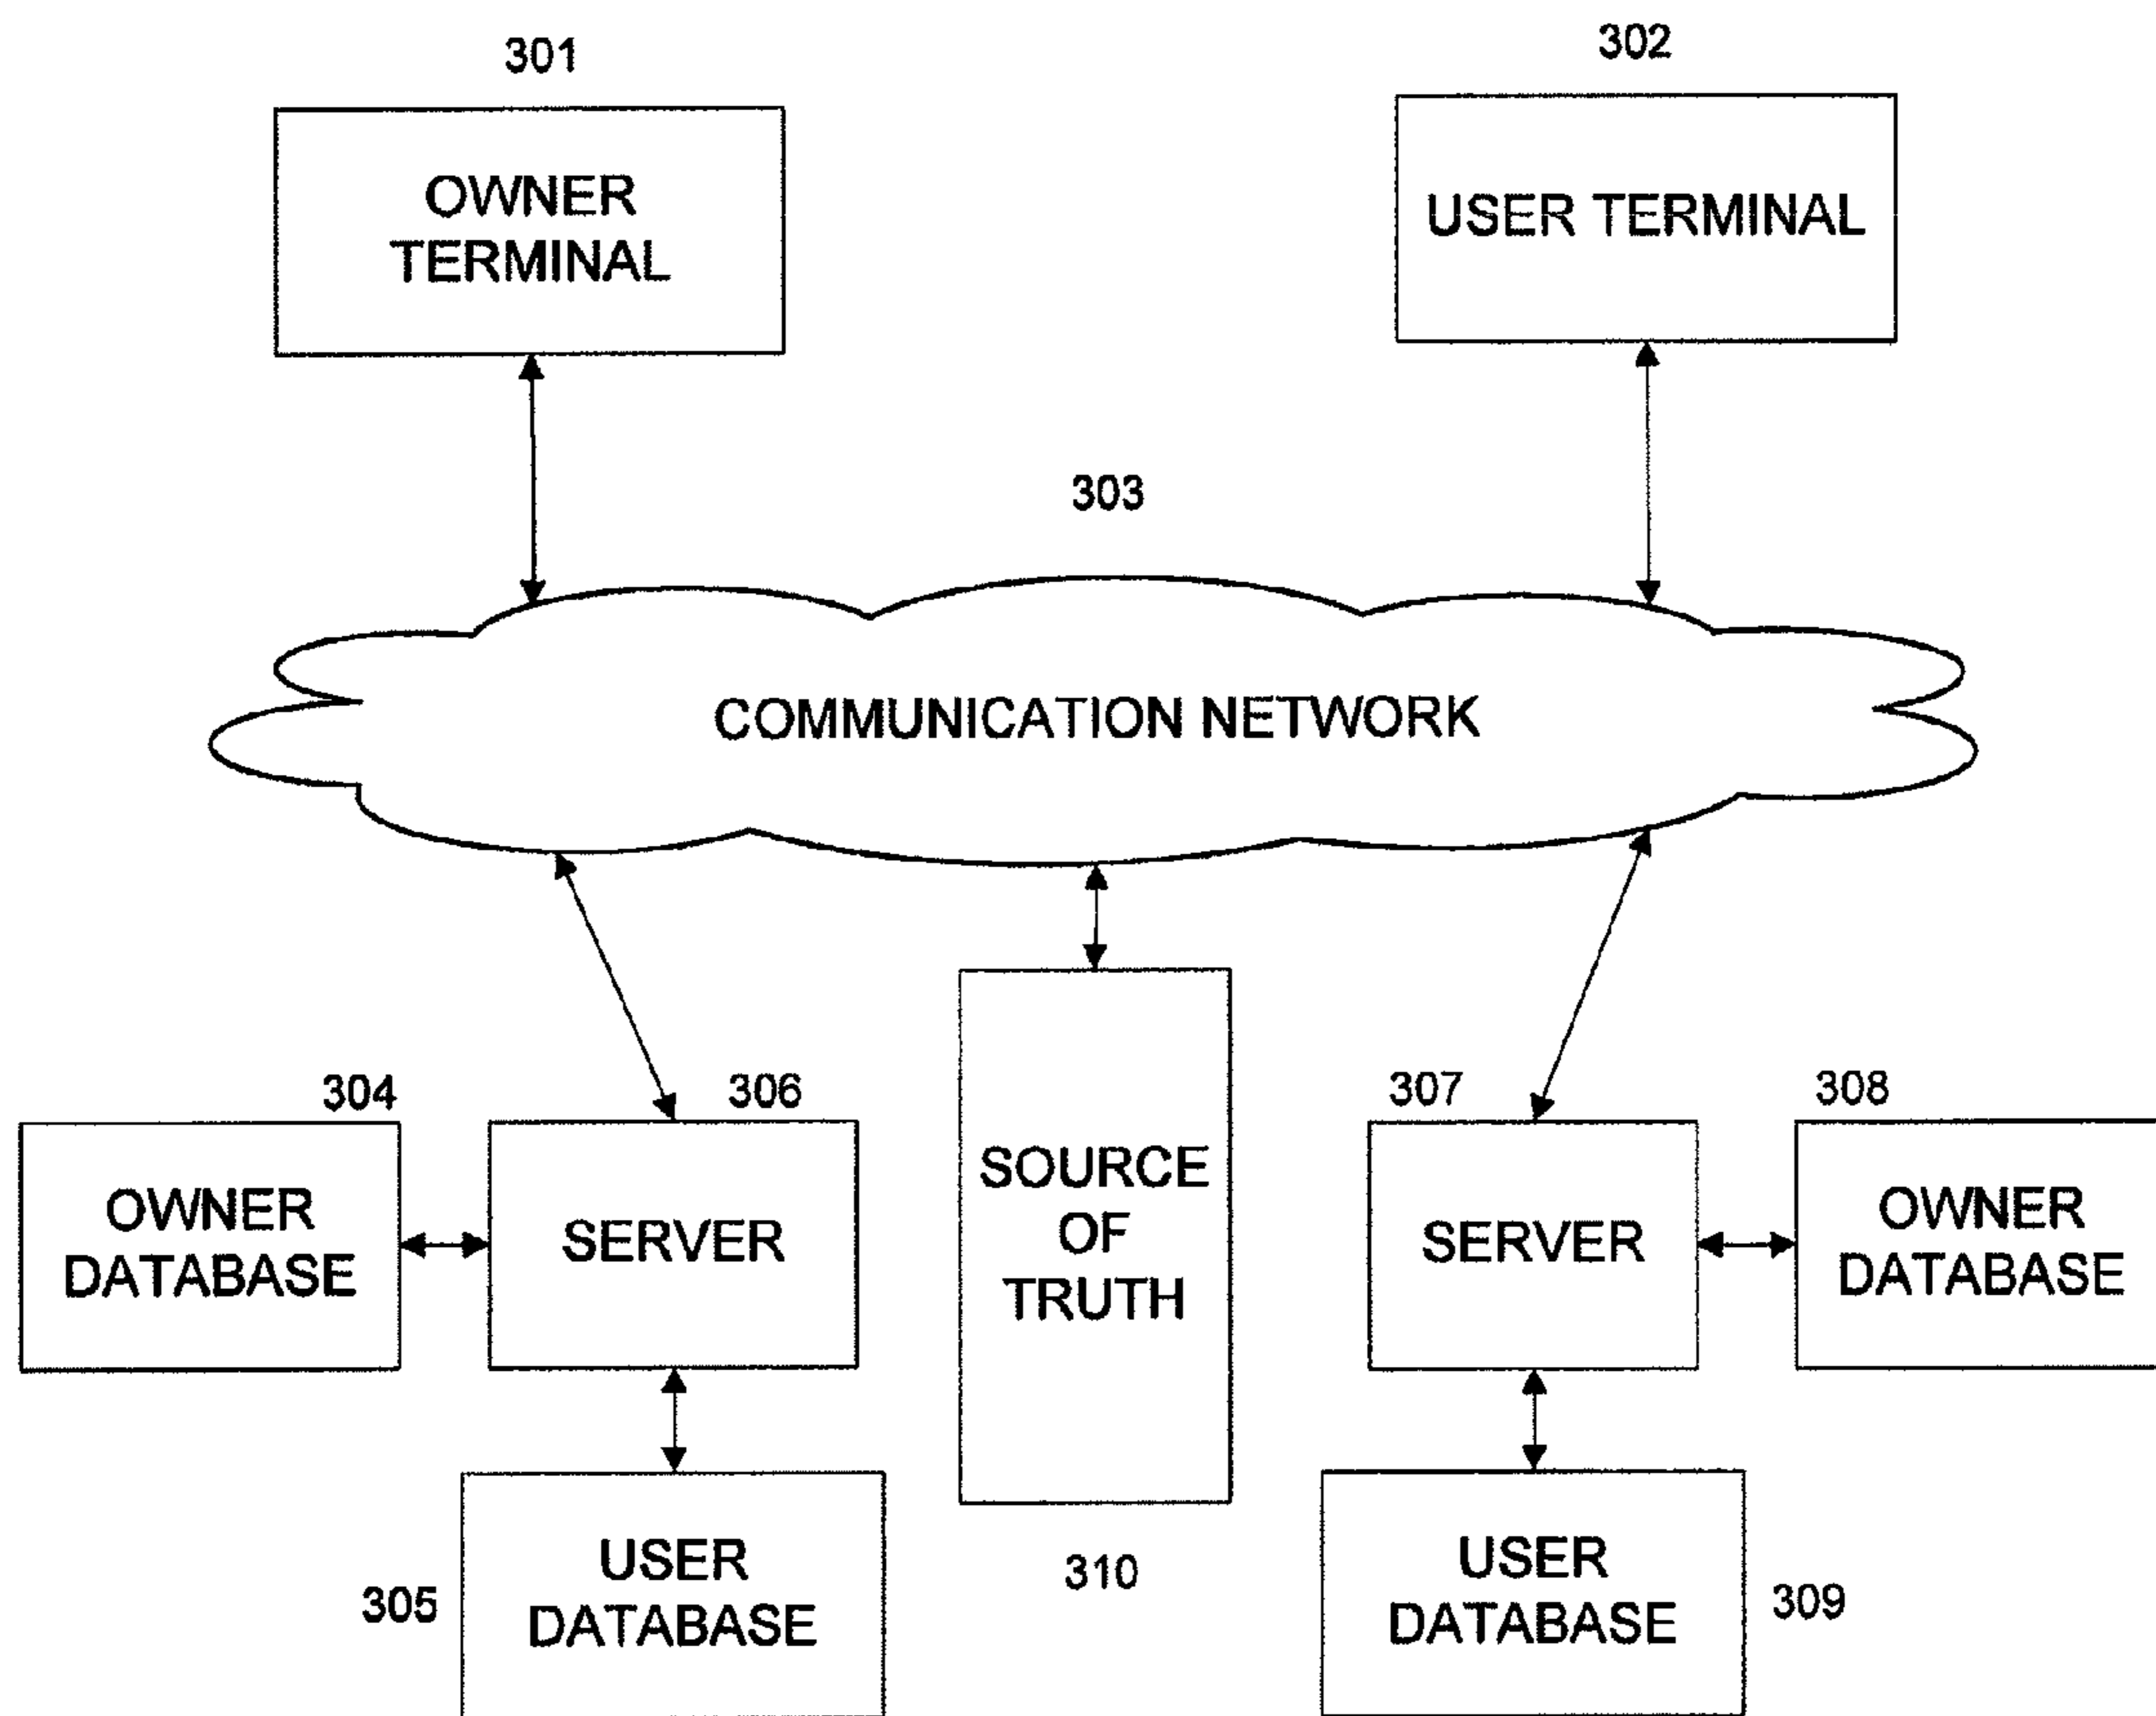 301
302
OWNER
TERMINAL
USER TERMINAL
303
COMMUNICATION NETWORK
304
306
307
308
OWNER
DATABASE
SERVER
SOURCE
OF
TRUTH
SERVER
OWNER
DATABASE
305
USER
DATABASE
310
USER
DATABASE
309